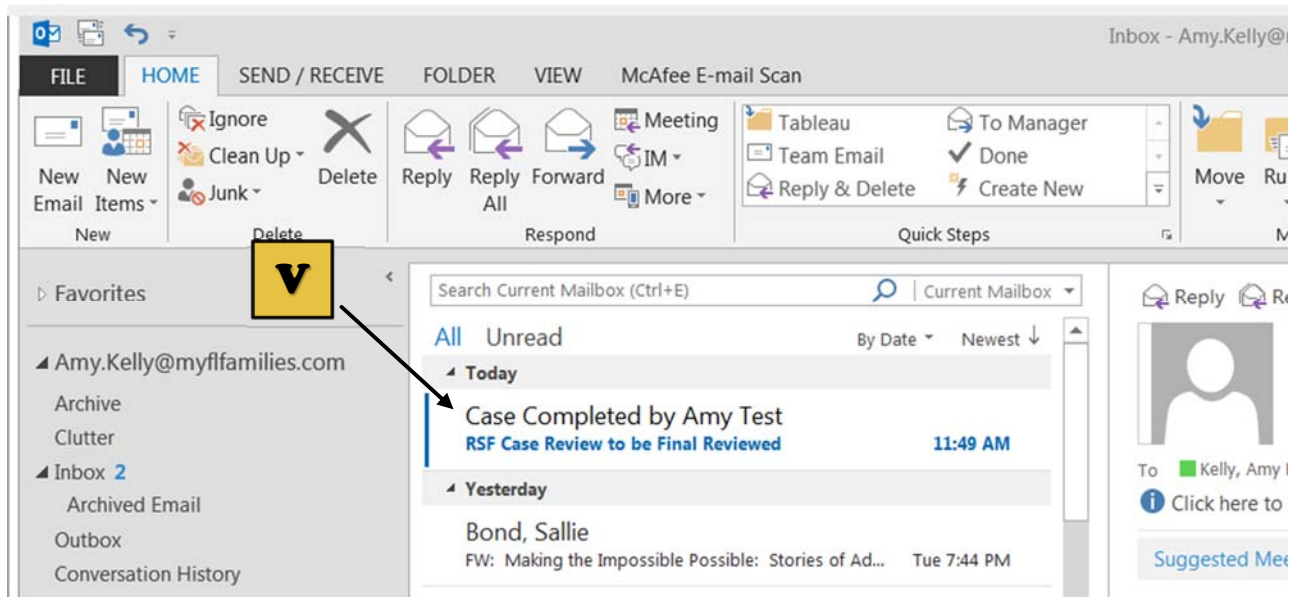 Inbox - Amy.Kelly@
FILE HOME SEND / RECEIVE FOLDER VIEW McAfee E-mail Scan
Ignore
Clean Up
Junk
Delete
New Email
New Items
Reply
Reply All
Forward
Meeting
IM
More
Tableau To Manager
Team Email Done
Reply & Delete Create New
Move
Ru
New Delete Respond Quick Steps M
V
Favorites
Search Current Mailbox (Ctrl+E) Current Mailbox
Reply Re
All Unread By Date Newest
Amy.Kelly@myflfamilies.com
Today
Archive
Case Completed by Amy Test
Clutter
RSF Case Review to be Final Reviewed 11:49 AM
Inbox 2
To Kelly, Amy
Yesterday
Archived Email
Click here to
Bond, Sallie
Outbox
FW: Making the Impossible Possible: Stories of Ad... Tue 7:44 PM
Suggested Mee
Conversation History